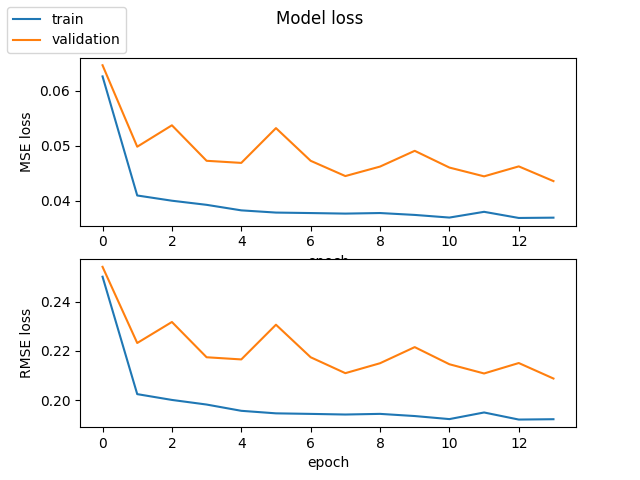 Model loss
train
validation
MSE loss
0.06
0.05
0.04
0 2 4 6 8 10 12
epoch
RMSE loss
0.24
0.22
0.20
0 2 4 6 8 10 12
epoch